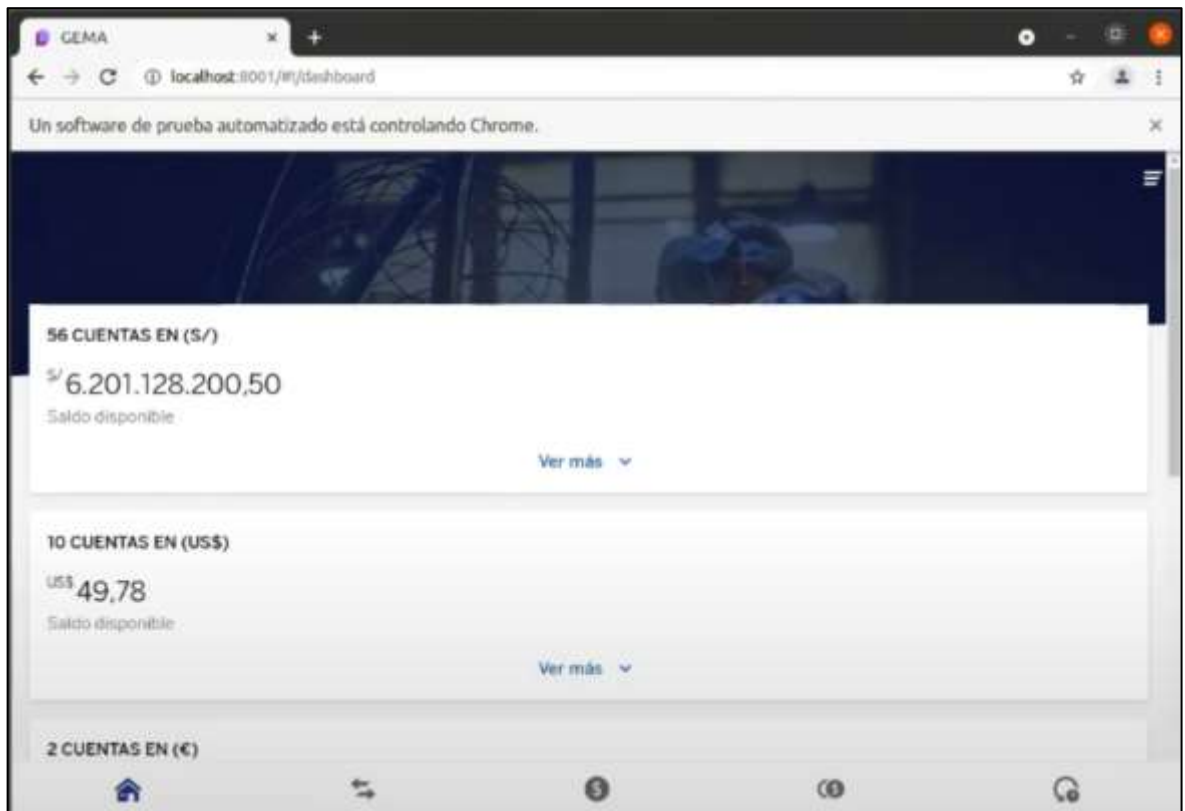 GEMA
localhost:8001/#!/dashboard
Un software de prueba automatizado está controlando Chrome.
56 CUENTAS EN (S/)
S/ 6.201.128.200,50
Saldo disponible
Ver más
10 CUENTAS EN (US$)
US$ 49,78
Saldo disponible
Ver más
2 CUENTAS EN (€)